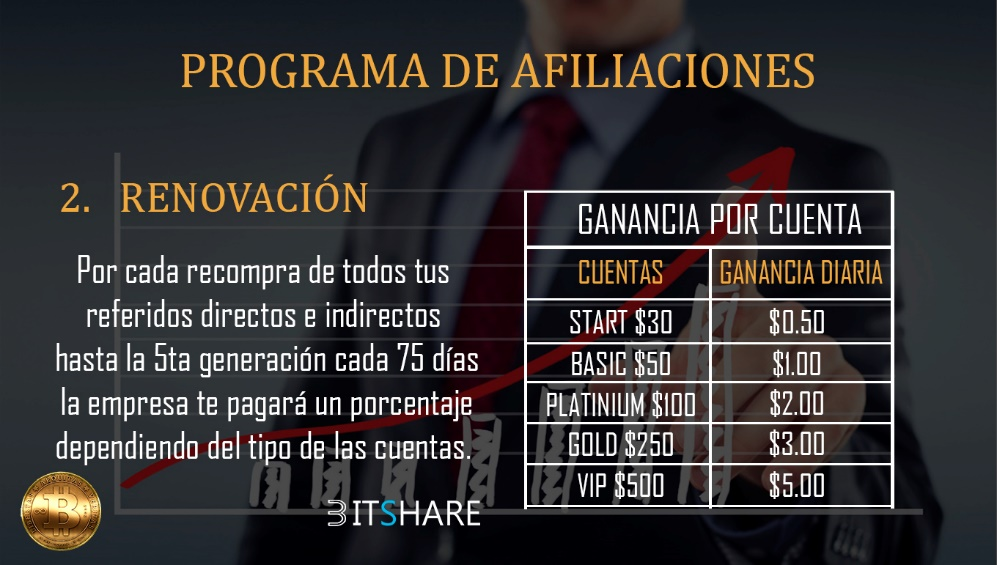 PROGRAMA DE AFILIACIONES
2. RENOVACIÓN
Por cada recompra de todos tus
referidos directos e indirectos
hasta la 5ta generación cada 75 días
la empresa te pagará un porcentaje
dependiendo del tipo de las cuentas.
GANANCIA POR CUENTA
CUENTAS GANANCIA DIARIA
START $30 $0.50
BASIC $50 $1.00
PLATINIUM $100 $2.00
GOLD $250 $3.00
VIP $500 $5.00
BITSHARE